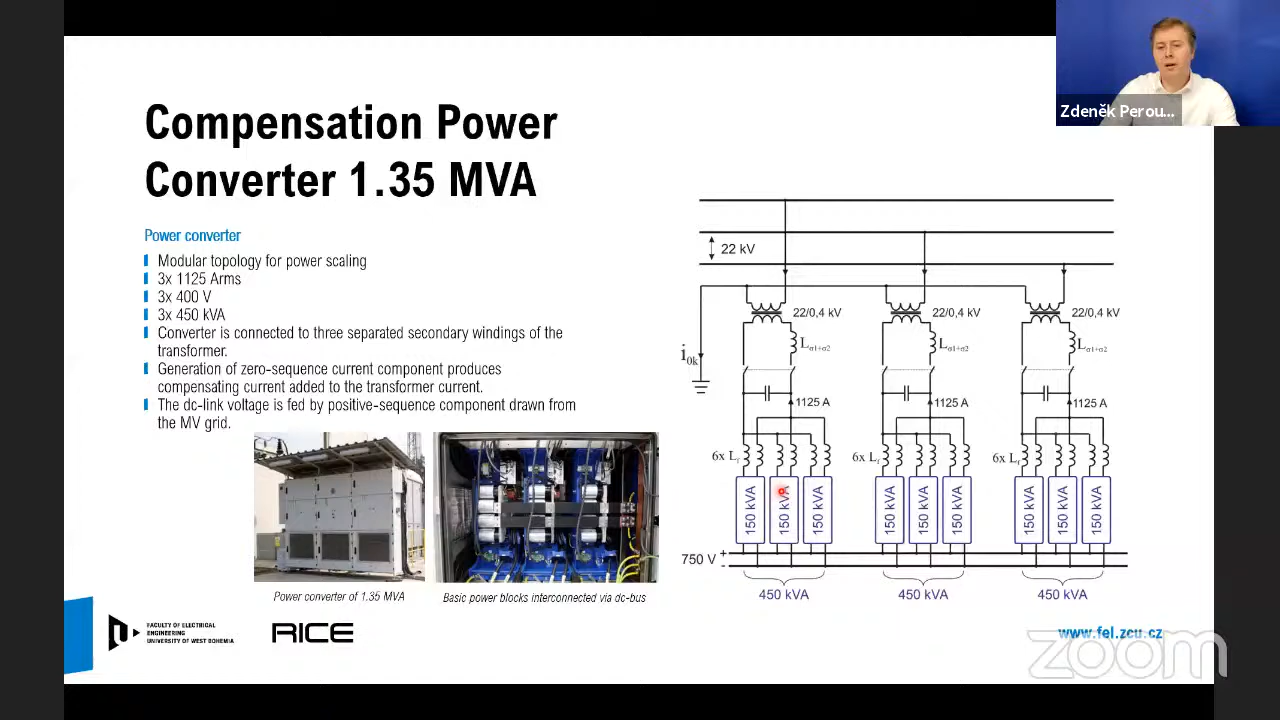 Zdeněk Perou...
Compensation Power
Converter 1.35 MVA
Power converter
Modular topology for power scaling
3x 1125 Arms
3x 400 V
3x 450 kVA
Converter is connected to three separated secondary windings of the
transformer.
Generation of zero-sequence current component produces
compensating current added to the transformer current.
The dc-link voltage is fed by positive-sequence component drawn from
the MV grid.
Power converter of 1.35 MVA
Basic power blocks interconnected via dc-bus
22 kV
22/0,4 kV
22/0,4 kV
22/0,4 kV
Lσ1+σ2
Lσ1+σ2
Lσ1+σ2
i0k
1125 A
1125 A
1125 A
6x Lf
6x Lf
6x Lf
150 kVA
150 kVA
150 kVA
150 kVA
150 kVA
150 kVA
150 kVA
150 kVA
150 kVA
750 V + -
450 kVA
450 kVA
450 kVA
FACULTY OF ELECTRICAL
ENGINEERING
UNIVERSITY OF WEST BOHEMIA
RICE
www.fel.zcu.cz
zoom